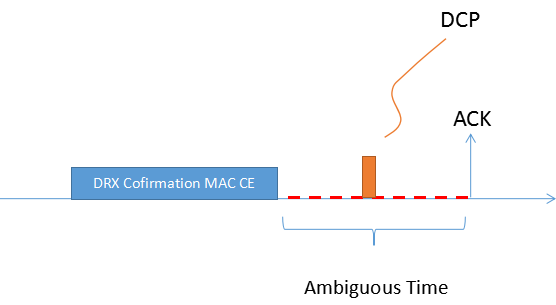 DCP
ACK
DRX Cofirmation MAC CE
Ambiguous Time